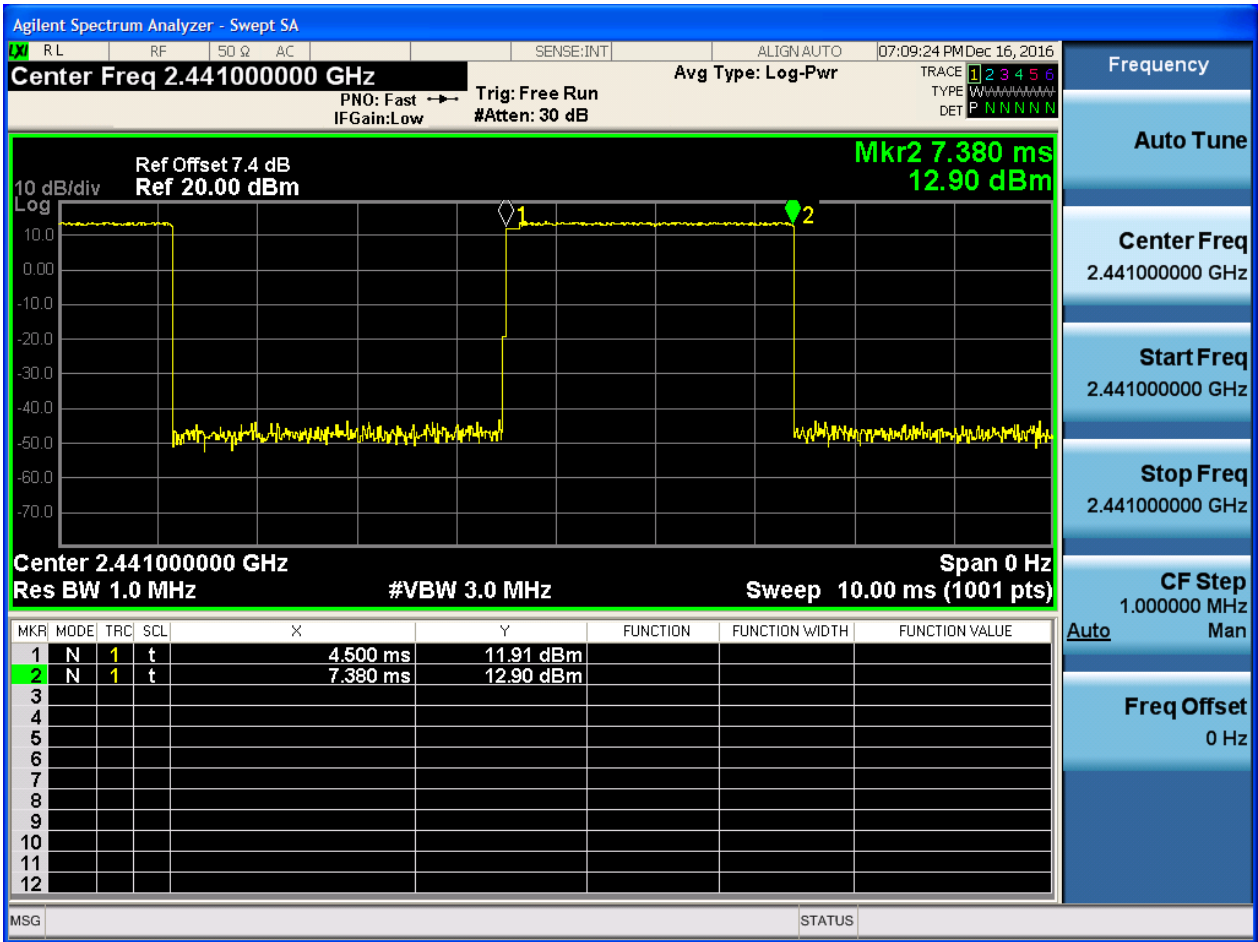 Agilent Spectrum Analyzer - Swept SA
LXI RL RF 50 Ω AC SENSE:INT ALIGNAUTO 07:09:24 PM Dec 16, 2016
Center Freq 2.441000000 GHz
PNO: Fast
IFGain:Low
Trig: Free Run
#Atten: 30 dB
Avg Type: Log-Pwr
TRACE 1 2 3 4 5 6
TYPE W
DET P N N N N N
Frequency
Auto Tune
Mkr2 7.380 ms
12.90 dBm
Ref Offset 7.4 dB
10 dB/div Ref 20.00 dBm
Log
1
2
10.0
0.00
-10.0
-20.0
-30.0
-40.0
-50.0
-60.0
-70.0
Center 2.441000000 GHz Span 0 Hz
Res BW 1.0 MHz #VBW 3.0 MHz Sweep 10.00 ms (1001 pts)
Center Freq
2.441000000 GHz
Start Freq
2.441000000 GHz
Stop Freq
2.441000000 GHz
CF Step
1.000000 MHz
Auto Man
Freq Offset
0 Hz
MKR MODE TRC SCL X Y FUNCTION FUNCTION WIDTH FUNCTION VALUE
1 N 1 t 4.500 ms 11.91 dBm
2 N 1 t 7.380 ms 12.90 dBm
3
4
5
6
7
8
9
10
11
12
MSG STATUS